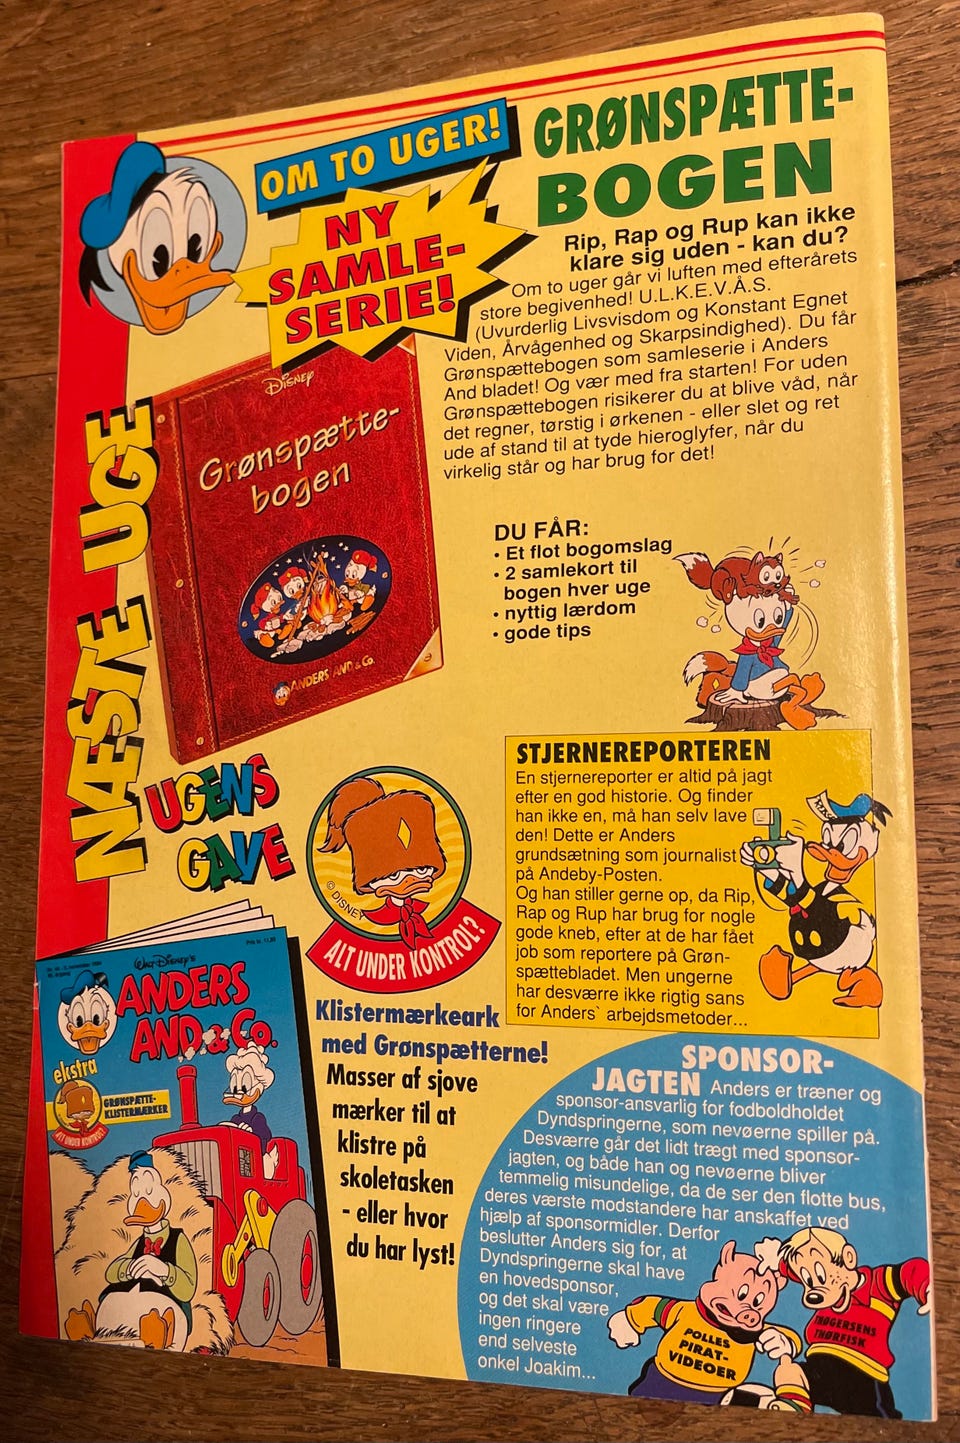 OM TO UGER!
NY
SAMLE-
SERIE!
GRØNSPÆTTE-
BOGEN
Rip, Rap og Rup kan ikke
klare sig uden - kan du?
Om to uger går vi luften med efterårets
store begivenhed! U.L.K.E.V.Å.S.
(Uvurderlig Livsvisdom og Konstant Egnet
Viden, Årvågenhed og Skarpsindighed). Du får
Grønspættebogen som samleserie i Anders
And bladet! Og vær med fra starten! For uden
Grønspættebogen risikerer du at blive våd, når
det regner, tørstig i ørkenen - eller slet og ret
ude af stand til at tyde hieroglyfer, når du
virkelig står og har brug for det!
NÆSTE UGE
Disney
Grønspætte-
bogen
ANDERS AND & Co.
DU FÅR:
• Et flot bogomslag
• 2 samlekort til
bogen hver uge
• nyttig lærdom
• gode tips
UGENS
GAVE
© DISNEY
ALT UNDER KONTROL?
Klistermærkeark
med Grønspætterne!
Masser af sjove
mærker til at
klistre på
skoletasken
- eller hvor
du har lyst!
WALT DISNEY'S
ANDERS
AND & Co.
ekstra
GRØNSPÆTTE-
KLISTERMÆRKER
ALT UNDER KONTROL?
STJERNEREPORTEREN
En stjernereporter er altid på jagt
efter en god historie. Og finder
han ikke en, må han selv lave
den! Dette er Anders
grundsætning som journalist
på Andeby-Posten.
Og han stiller gerne op, da Rip,
Rap og Rup har brug for nogle
gode kneb, efter at de har fået
job som reportere på Grøn-
spættebladet. Men ungerne
har desværre ikke rigtig sans
for Anders` arbejdsmetoder...
SPONSOR-
JAGTEN Anders er træner og
sponsor-ansvarlig for fodboldholdet
Dyndspringerne, som nevøerne spiller på.
Desværre går det lidt trægt med sponsor-
jagten, og både han og nevøerne bliver
temmelig misundelige, da de ser den flotte bus,
deres værste modstandere har anskaffet ved
hjælp af sponsormidler. Derfor
beslutter Anders sig for, at
Dyndspringerne skal have
en hovedsponsor,
og det skal være
ingen ringere
end selveste
onkel Joakim...
POLLES
PIRAT-
VIDEOER
TRØGERSENS
TØRFISK